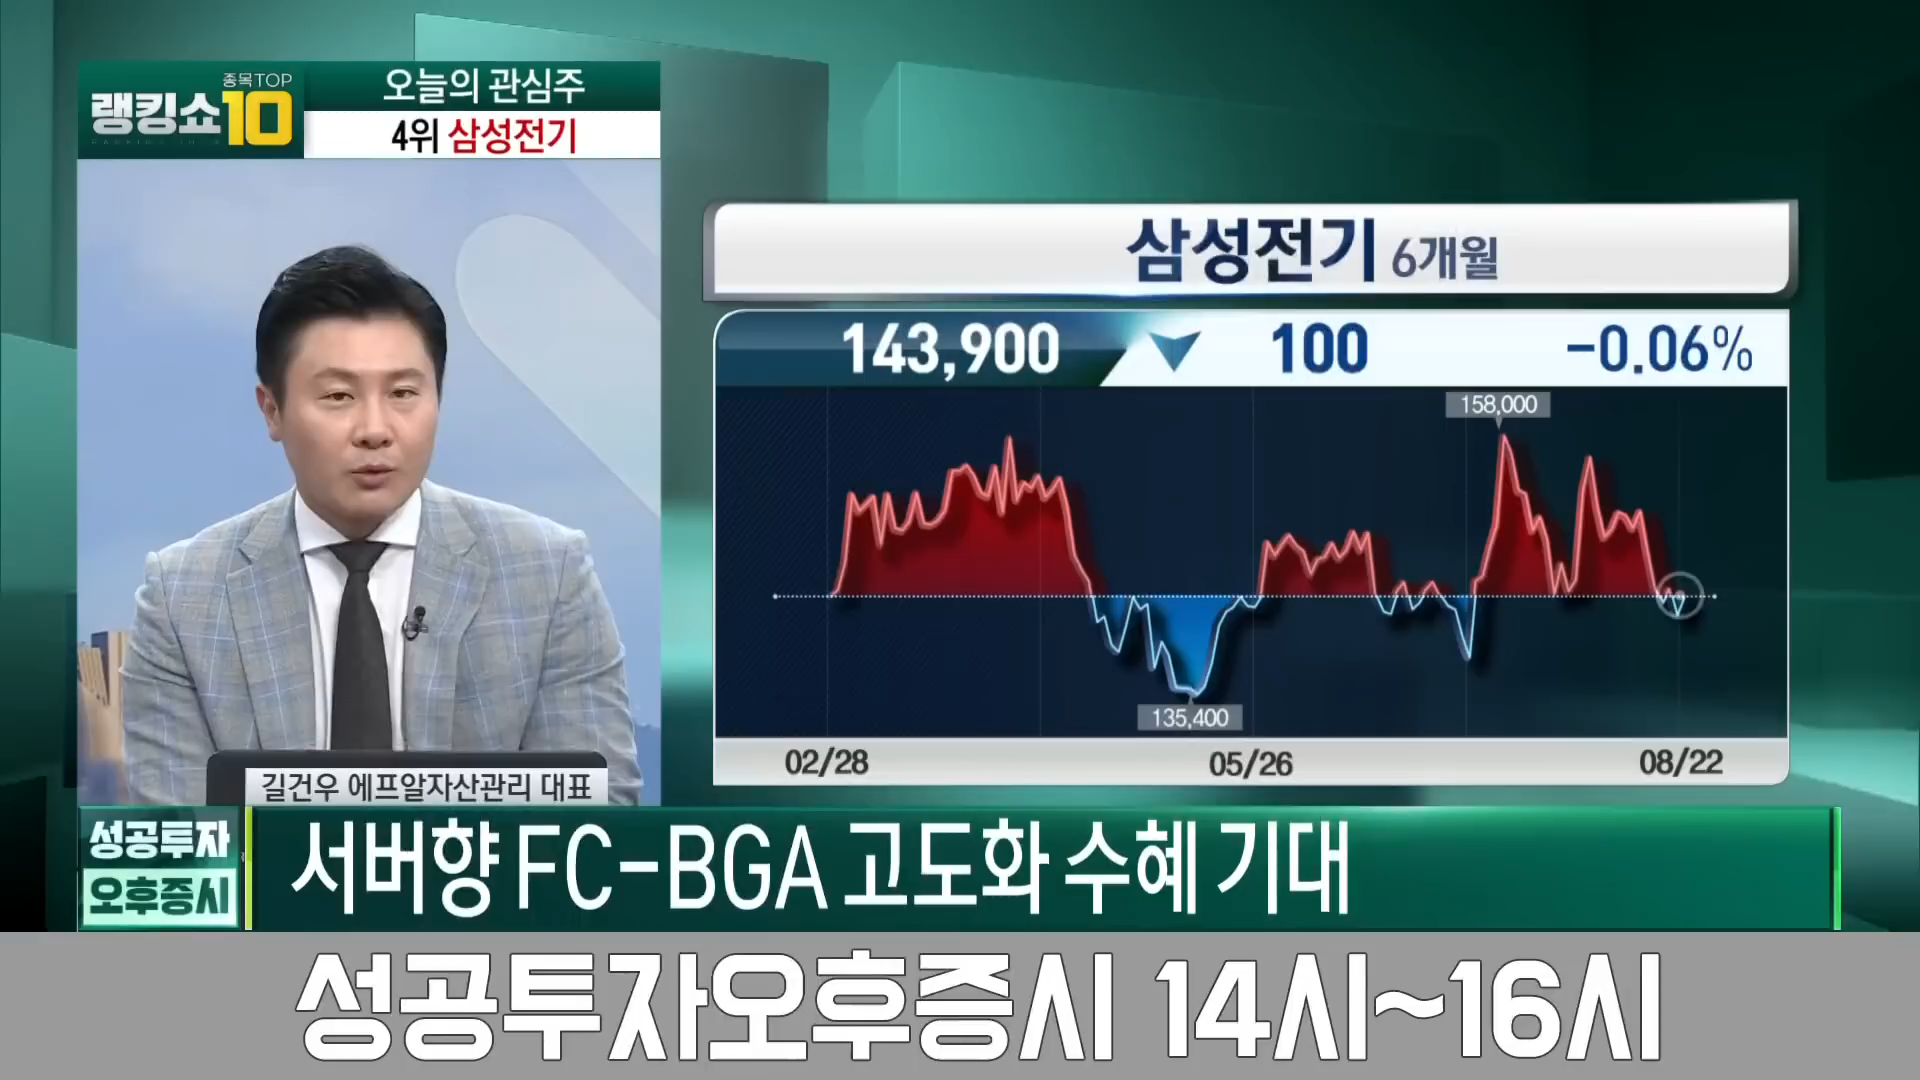 종목TOP
랭킹쇼10
오늘의 관심주
4위 삼성전기
삼성전기 6개월
143,900 ▼ 100 -0.06%
158,000
135,400
02/28 05/26 08/22
길건우 에프알자산관리 대표
성공투자
오후증시
서버향 FC-BGA 고도화 수혜 기대
성공투자오후증시 14시~16시